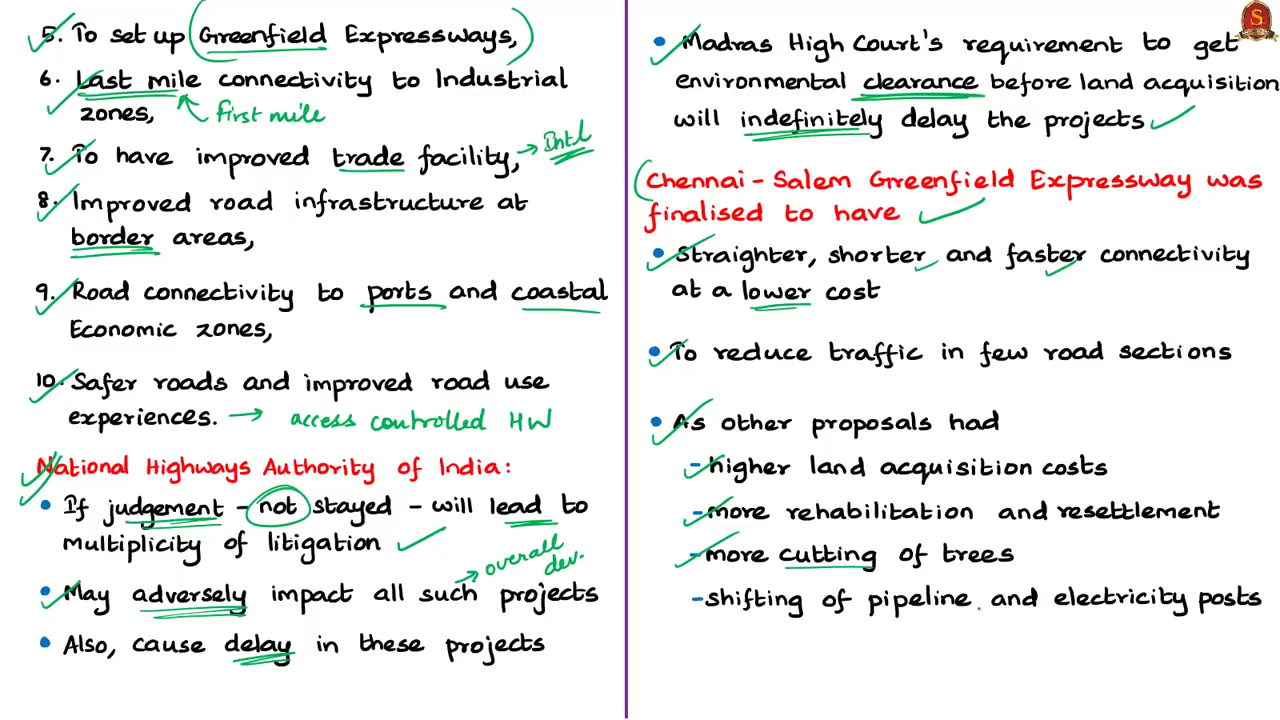 5. To set up Greenfield Expressways,
6. Last mile connectivity to Industrial
zones,
First mile
7. To have improved trade facility,
Intl
8. Improved road infrastructure at
border areas,
9. Road connectivity to ports and coastal
Economic zones,
10. Safer roads and improved road use
experiences. → access controlled HW
National Highways Authority of India:
• If judgement - not stayed - will lead to
multiplicity of litigation
→ overall
dev.
• May adversely impact all such projects
• Also, cause delay in these projects
• Madras High Court's requirement to get
environmental clearance before land acquisition
will indefinitely delay the projects
Chennai - Salem Greenfield Expressway was
finalised to have
• Straighter, shorter and faster connectivity
at a lower cost
• To reduce traffic in few road sections
• As other proposals had
- higher land acquisition costs
- more rehabilitation and resettlement
- more cutting of trees
- shifting of pipeline and electricity posts
S